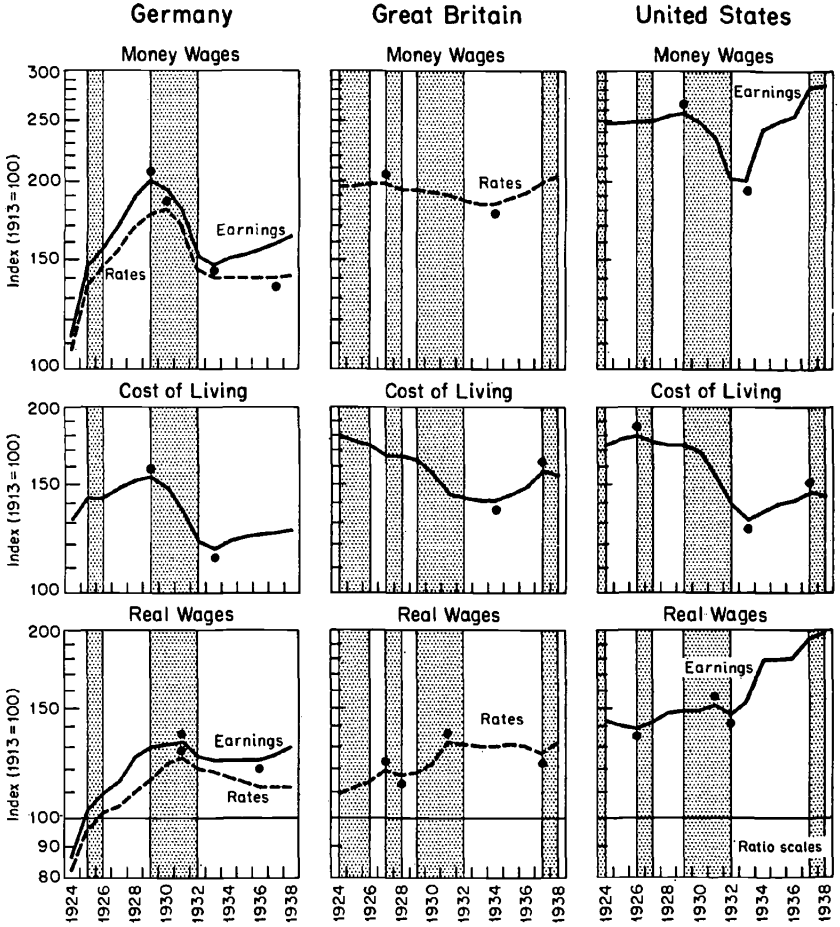 Germany
Great Britain
United States
Money Wages
Money Wages
Money Wages
Index (1913=100)
300
250
200
150
100
Earnings
Rates
Rates
Earnings
Cost of Living
Cost of Living
Cost of Living
Index (1913=100)
200
150
100
Real Wages
Real Wages
Real Wages
Index (1913=100)
200
150
100
90
80
Earnings
Rates
Rates
Earnings
Ratio scales
1924 1926 1928 1930 1932 1934 1936 1938
1924 1926 1928 1930 1932 1934 1936 1938
1924 1926 1928 1930 1932 1934 1936 1938